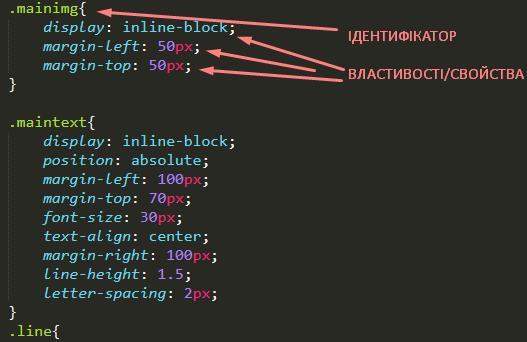 .mainimg{
display: inline-block;
margin-left: 50px;
margin-top: 50px;
}
ІДЕНТИФІКАТОР
ВЛАСТИВОСТІ/СВОЙСТВА
.maintext{
display: inline-block;
position: absolute;
margin-left: 100px;
margin-top: 70px;
font-size: 30px;
text-align: center;
margin-right: 100px;
line-height: 1.5;
letter-spacing: 2px;
}
.line{